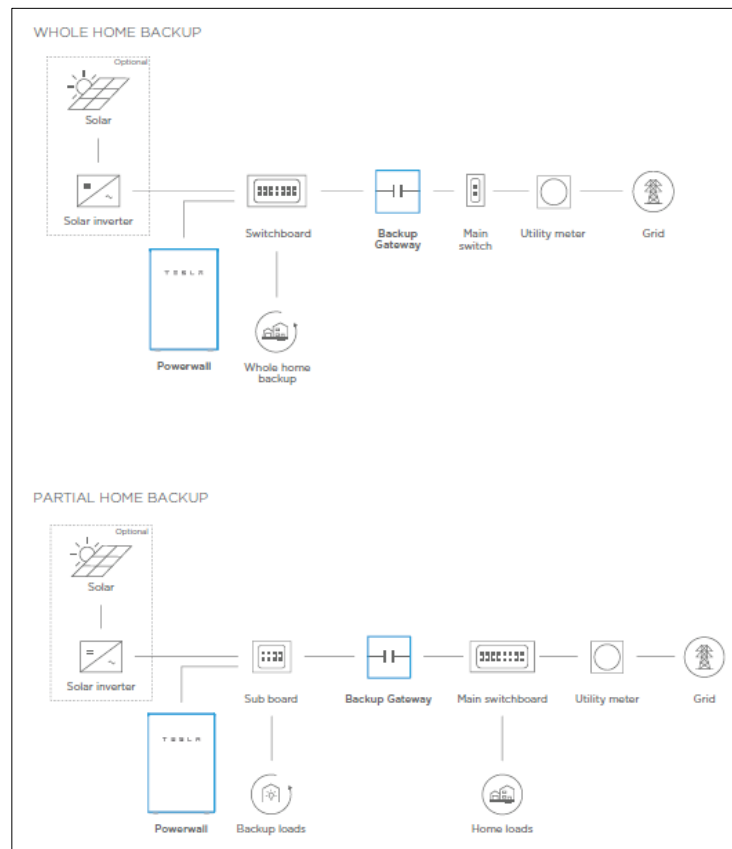 WHOLE HOME BACKUP
Optional
Solar
Solar inverter
Switchboard
Backup
Gateway
Main
switch
Utility meter
Grid
TESLA
Powerwall
Whole home
backup
PARTIAL HOME BACKUP
Optional
Solar
Solar inverter
Sub board
Backup Gateway
Main switchboard
Utility meter
Grid
TESLA
Powerwall
Backup loads
Home loads